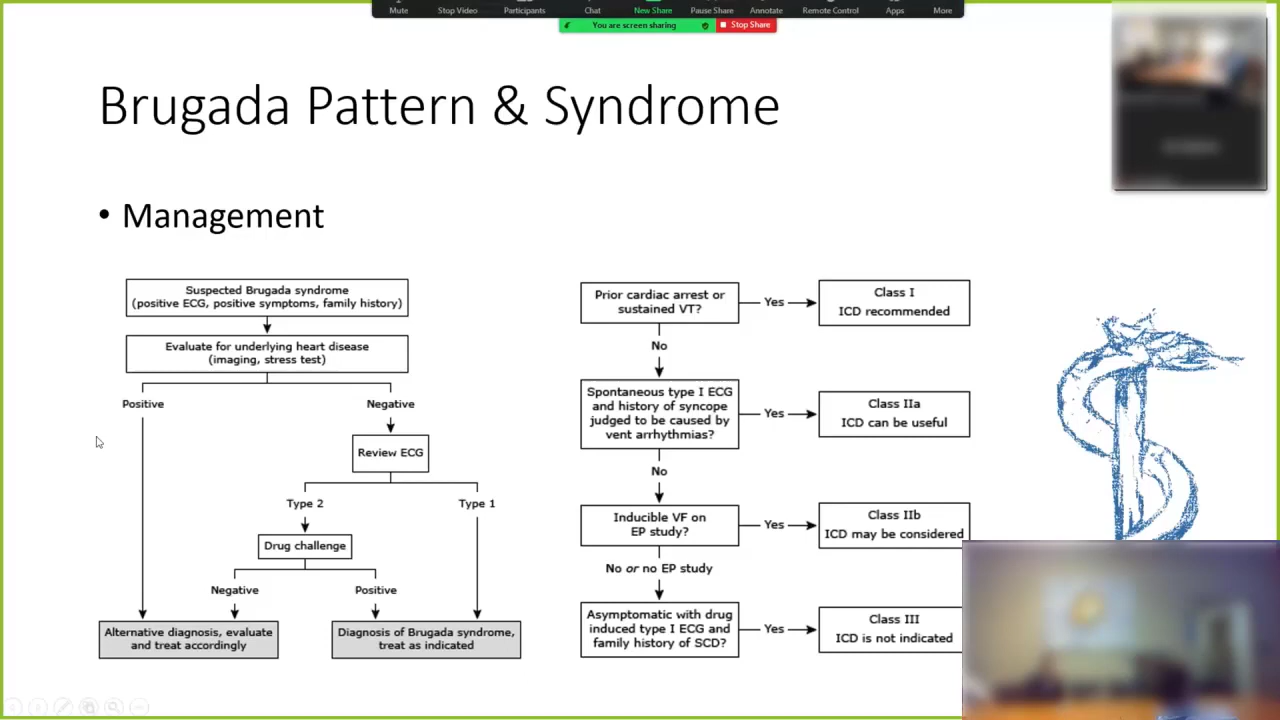 Mute Stop Video Participants Chat New Share Pause Share Annotate Remote Control Apps More
You are screen sharing Stop Share
Brugada Pattern & Syndrome
• Management
Suspected Brugada syndrome
(positive ECG, positive symptoms, family history)
Evaluate for underlying heart disease
(imaging, stress test)
Positive
Negative
Review ECG
Type 2
Type 1
Drug challenge
Negative
Positive
Alternative diagnosis, evaluate
and treat accordingly
Diagnosis of Brugada syndrome,
treat as indicated
Prior cardiac arrest or
sustained VT?
Yes
Class I
ICD recommended
No
Spontaneous type I ECG
and history of syncope
judged to be caused by
vent arrhythmias?
Yes
Class IIa
ICD can be useful
No
Inducible VF on
EP study?
Yes
Class IIb
ICD may be considered
No or no EP study
Asymptomatic with drug
induced type I ECG and
family history of SCD?
Yes
Class III
ICD is not indicated